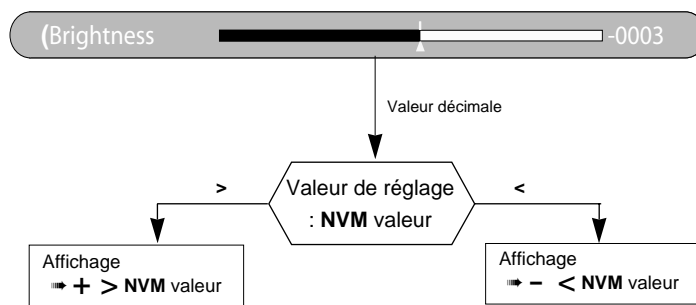 (Brightness -0003
Valeur décimale
> Valeur de réglage <
: NVM valeur
Affichage
➠ + > NVM valeur
Affichage
➠ - < NVM valeur